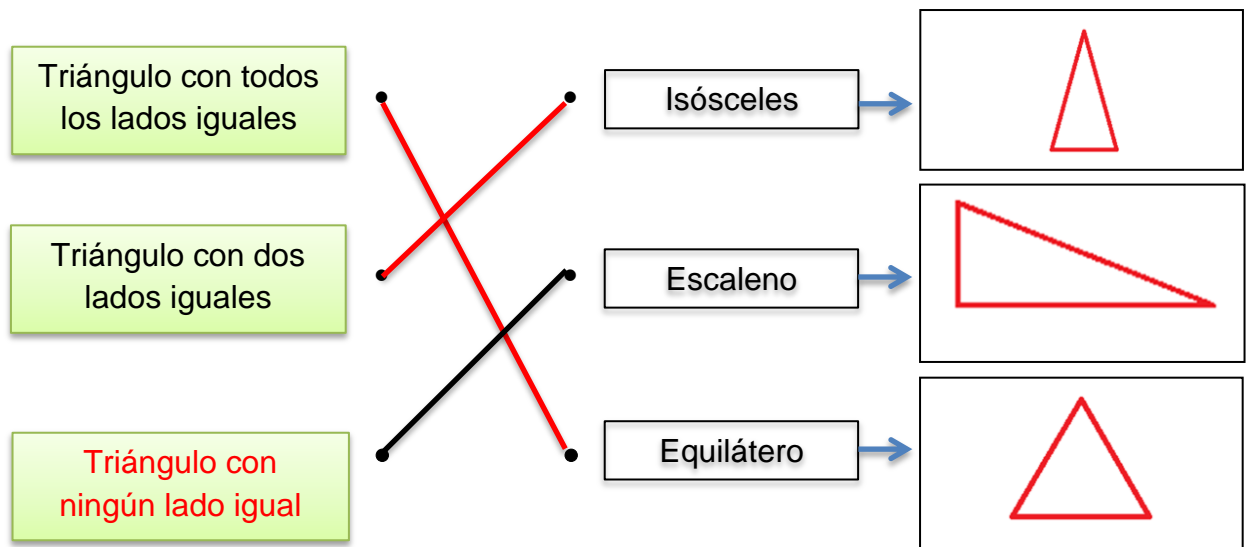 Triángulo con todos
los lados iguales
Isósceles
Triángulo con dos
lados iguales
Escaleno
Triángulo con
ningún lado igual
Equilátero